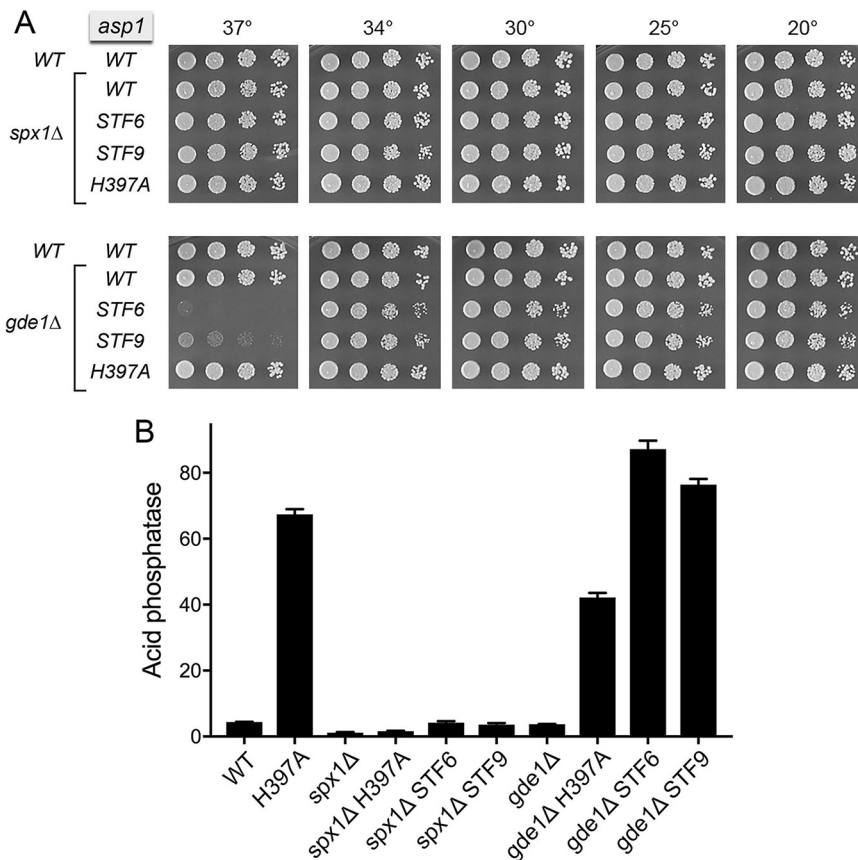 A
asp1 37° 34° 30° 25° 20°
WT WT
WT
STF6
spx1Δ
STF9
H397A
WT WT
WT
STF6
gde1Δ
STF9
H397A
B
Acid phosphatase
80
60
40
20
0
WT H397A spx1Δ spx1Δ H397A spx1Δ STF6 spx1Δ STF9 gde1Δ gde1Δ H397A gde1Δ STF6 gde1Δ STF9